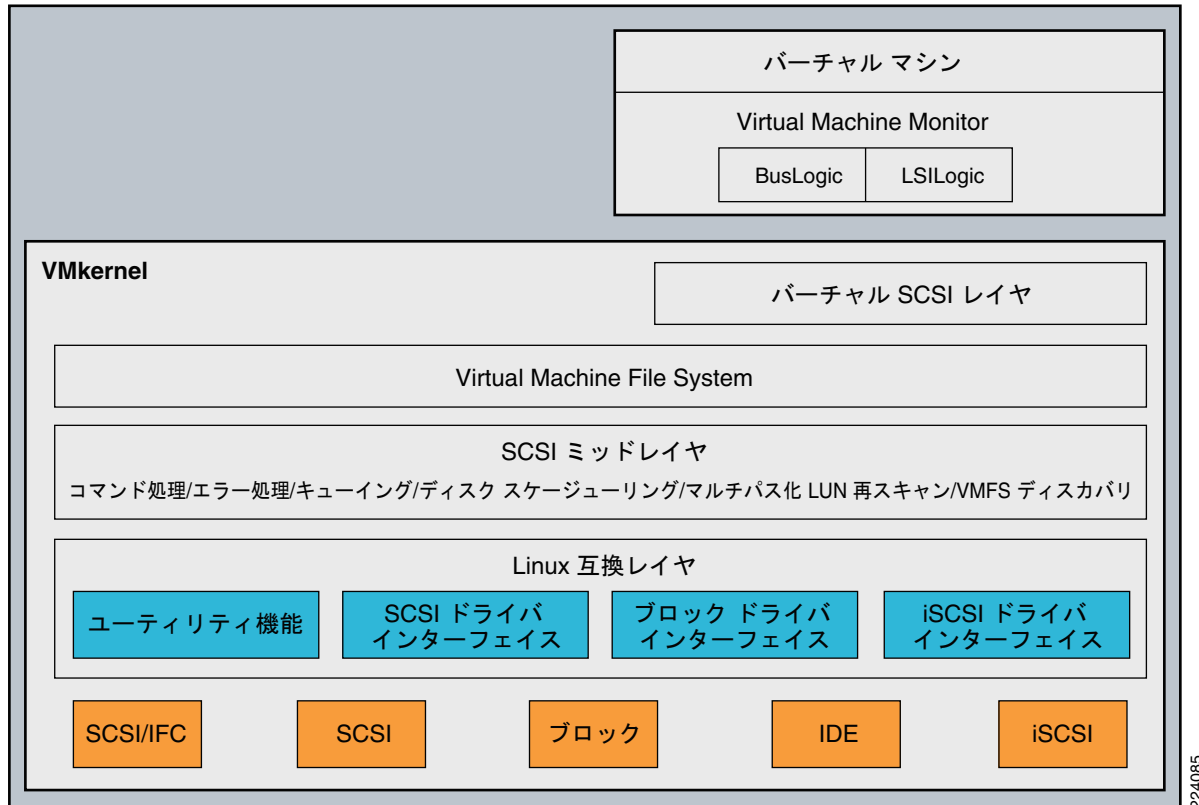 バーチャル マシン
Virtual Machine Monitor
BusLogic
LSILogic
VMkernel
バーチャル SCSI レイヤ
Virtual Machine File System
SCSI ミッドレイヤ
コマンド処理/エラー処理/キューイング/ディスク スケージューリング/マルチパス化 LUN 再スキャン/VMFS ディスカバリ
Linux 互換レイヤ
ユーティリティ機能
SCSI ドライバ
インターフェイス
ブロック ドライバ
インターフェイス
iSCSI ドライバ
インターフェイス
SCSI/IFC
SCSI
ブロック
IDE
iSCSI
224085